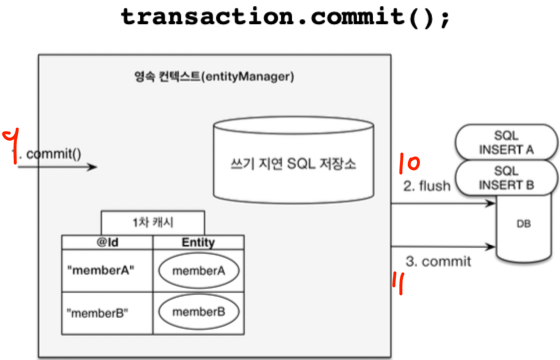 transaction.commit();
영속 컨텍스트(entityManager)
9
. commit()
쓰기 지연 SQL 저장소
10
2. flush
SQL
INSERT A
SQL
INSERT B
DB
3. commit
11
1차 캐시
@Id
Entity
"memberA"
memberA
"memberB"
memberB